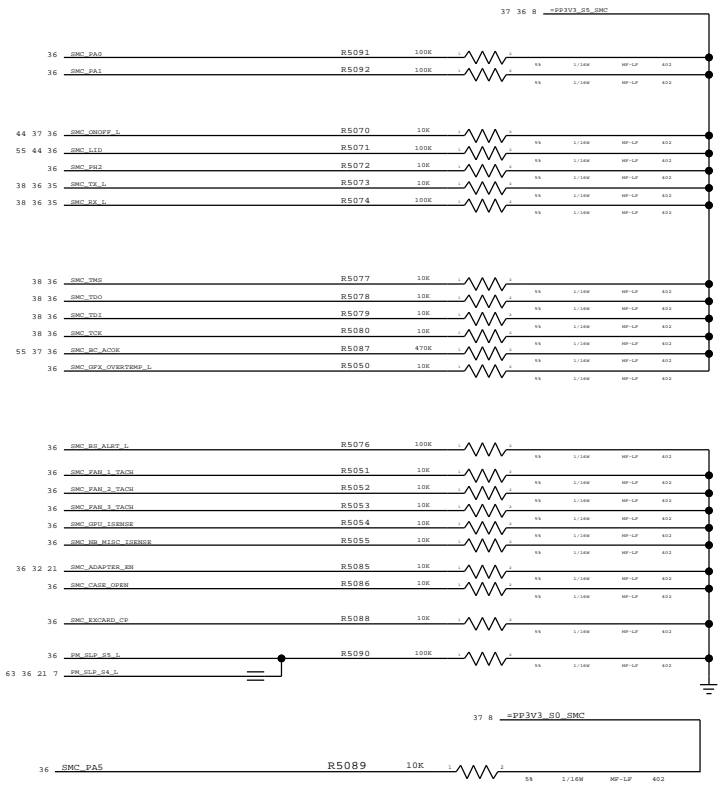 37 36 8 =PP3V3_S5_SMC
36 SMC_PA0 R5091 100K 1 2
5% 1/16W MF-LF 402
36 SMC_PA1 R5092 100K 1 2
5% 1/16W MF-LF 402
44 37 36 SMC_ONOFF_L R5070 10K 1 2
5% 1/16W MF-LF 402
55 44 36 SMC_LID R5071 100K 1 2
5% 1/16W MF-LF 402
36 SMC_PH2 R5072 10K 1 2
5% 1/16W MF-LF 402
38 36 35 SMC_TX_L R5073 10K 1 2
5% 1/16W MF-LF 402
38 36 35 SMC_RX_L R5074 100K 1 2
5% 1/16W MF-LF 402
38 36 SMC_TMS R5077 10K 1 2
5% 1/16W MF-LF 402
38 36 SMC_TDO R5078 10K 1 2
5% 1/16W MF-LF 402
38 36 SMC_TDI R5079 10K 1 2
5% 1/16W MF-LF 402
38 36 SMC_TCK R5080 10K 1 2
5% 1/16W MF-LF 402
55 37 36 SMC_BC_ACOK R5087 470K 1 2
5% 1/16W MF-LF 402
36 SMC_GFX_OVERTEMP_L R5050 10K 1 2
5% 1/16W MF-LF 402
36 SMC_BS_ALRT_L R5076 100K 1 2
5% 1/16W MF-LF 402
36 SMC_FAN_1_TACH R5051 10K 1 2
5% 1/16W MF-LF 402
36 SMC_FAN_2_TACH R5052 10K 1 2
5% 1/16W MF-LF 402
36 SMC_FAN_3_TACH R5053 10K 1 2
5% 1/16W MF-LF 402
36 SMC_GPU_ISENSE R5054 10K 1 2
5% 1/16W MF-LF 402
36 SMC_NB_MISC_ISENSE R5055 10K 1 2
5% 1/16W MF-LF 402
36 32 21 SMC_ADAPTER_EN R5085 10K 1 2
5% 1/16W MF-LF 402
36 SMC_CASE_OPEN R5086 10K 1 2
5% 1/16W MF-LF 402
36 SMC_EXCARD_CP R5088 10K 1 2
5% 1/16W MF-LF 402
36 PM_SLP_S5_L R5090 100K 1 2
5% 1/16W MF-LF 402
63 36 21 7 PM_SLP_S4_L
37 8 =PP3V3_S0_SMC
36 SMC_PA5 R5089 10K 1 2
5% 1/16W MF-LF 402